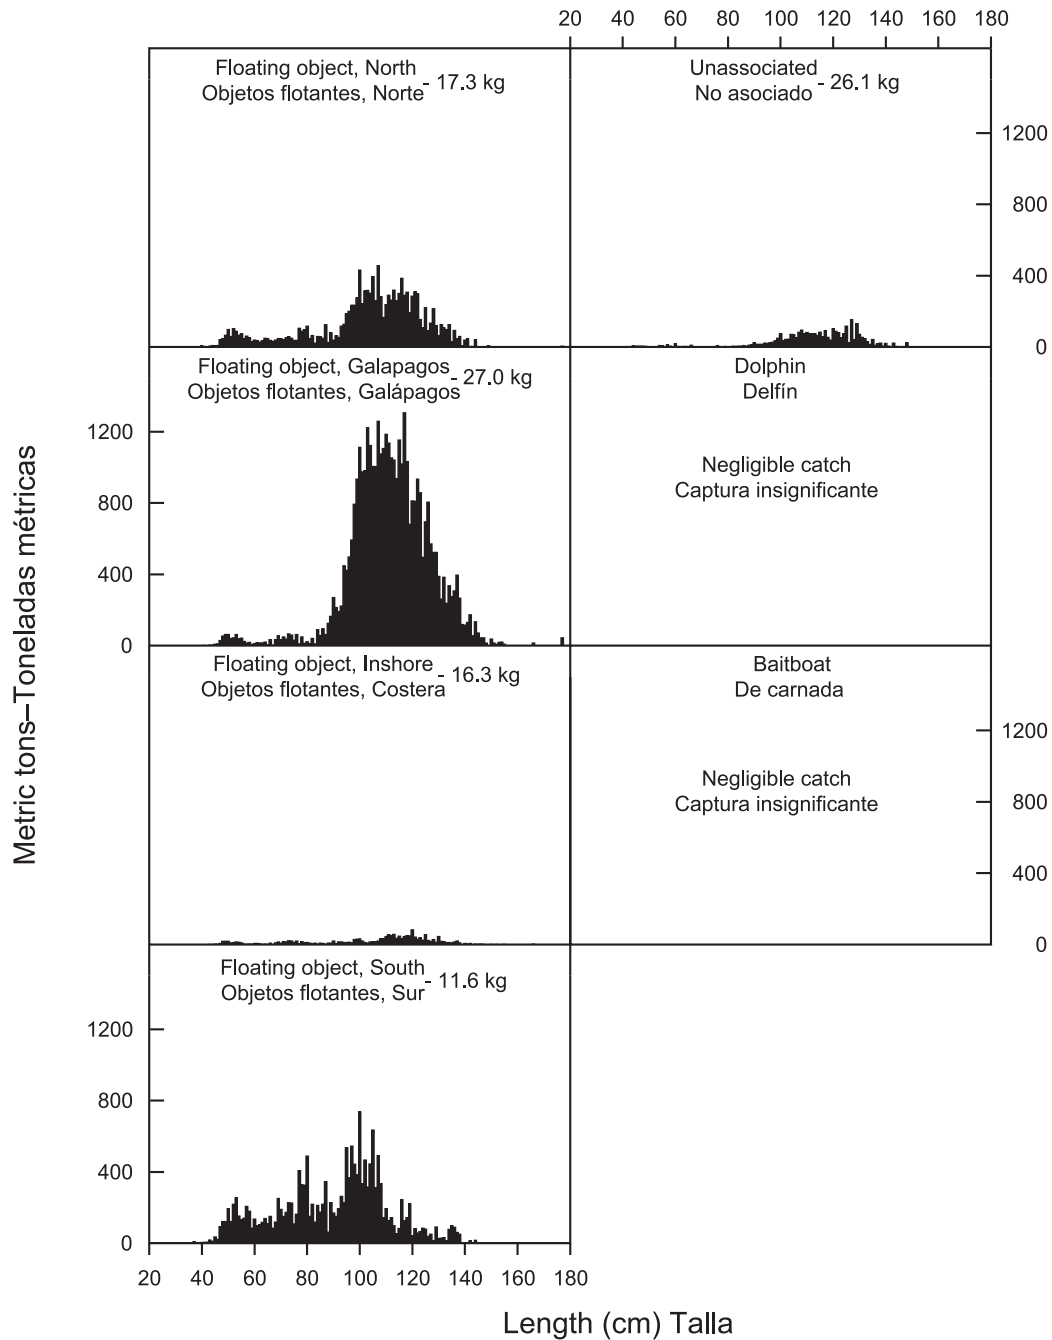 20 40 60 80 100 120 140 160 180
Floating object, North
Objetos flotantes, Norte
- 17.3 kg
Unassociated
No asociado
- 26.1 kg
1200
800
400
0
Floating object, Galapagos
Objetos flotantes, Galápagos
- 27.0 kg
Dolphin
Delfín
1200
800
400
0
Negligible catch
Captura insignificante
Metric tons–Toneladas métricas
Floating object, Inshore
Objetos flotantes, Costera
- 16.3 kg
Baitboat
De carnada
Negligible catch
Captura insignificante
1200
800
400
0
Floating object, South
Objetos flotantes, Sur
- 11.6 kg
1200
800
400
0
20 40 60 80 100 120 140 160 180
Length (cm) Talla